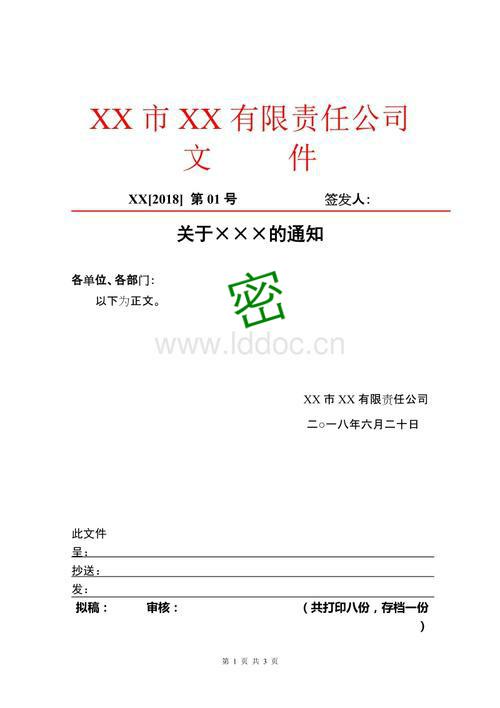 XX 市 XX 有限责任公司
文 件
XX[2018] 第 01 号 签发人：
关于×××的通知
各单位、各部门：
以下为正文。
密
www.lddoc.cn
XX 市 XX 有限责任公司
二○一八年六月二十日
此文件
呈：
抄送：
发：
拟稿： 审核： （共打印八份，存档一份
）
第 1 页 共 3 页